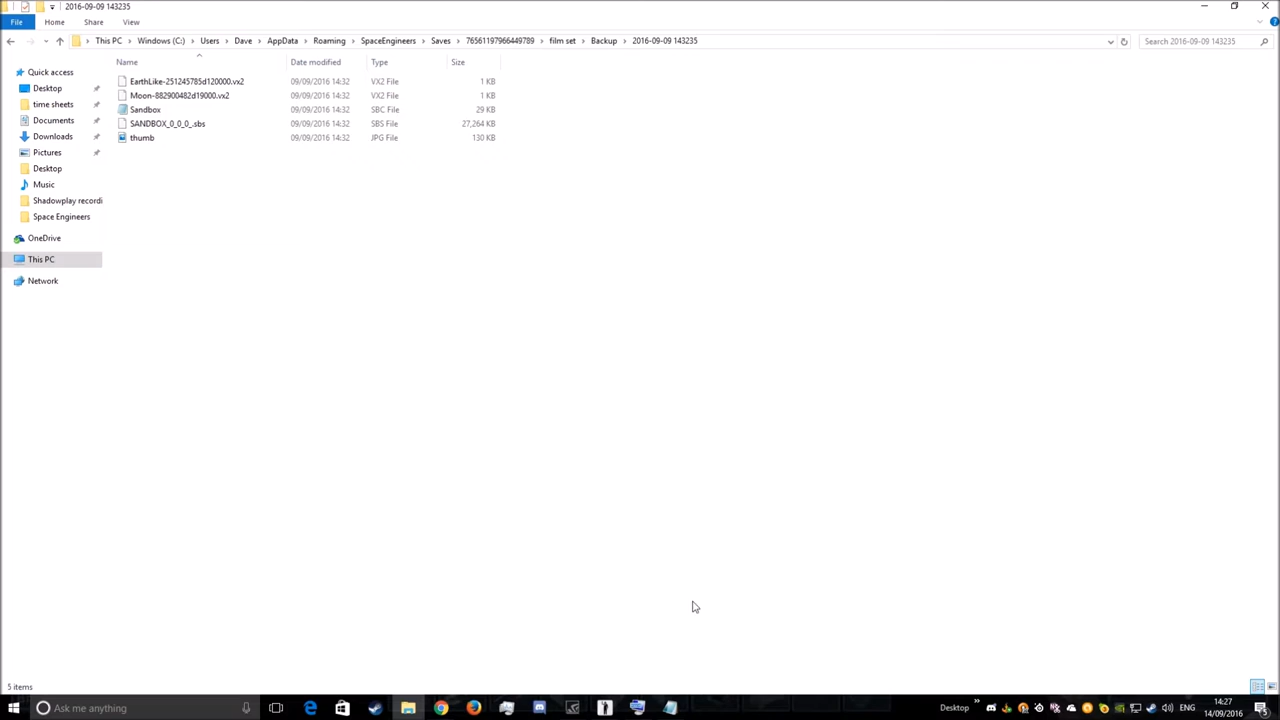 2016-09-09 143235
File Home Share View
This PC Windows (C:) Users Dave AppData Roaming SpaceEngineers Saves 76561197966449789 film set Backup 2016-09-09 143235 Search 2016-09-09 143235
Name Date modified Type Size
Quick access
Desktop
time sheets
Documents
Downloads
Pictures
Desktop
Music
Shadowplay recordi
Space Engineers
OneDrive
This PC
Network
EarthLike-251245785d120000.vx2 09/09/2016 14:32 VX2 File 1 KB
Moon-882900482d19000.vx2 09/09/2016 14:32 VX2 File 1 KB
Sandbox 09/09/2016 14:32 SBC File 29 KB
SANDBOX_0_0_0_.sbs 09/09/2016 14:32 SBS File 27,264 KB
thumb 09/09/2016 14:32 JPG File 130 KB
5 items
Ask me anything
Desktop ENG 14:27
14/09/2016